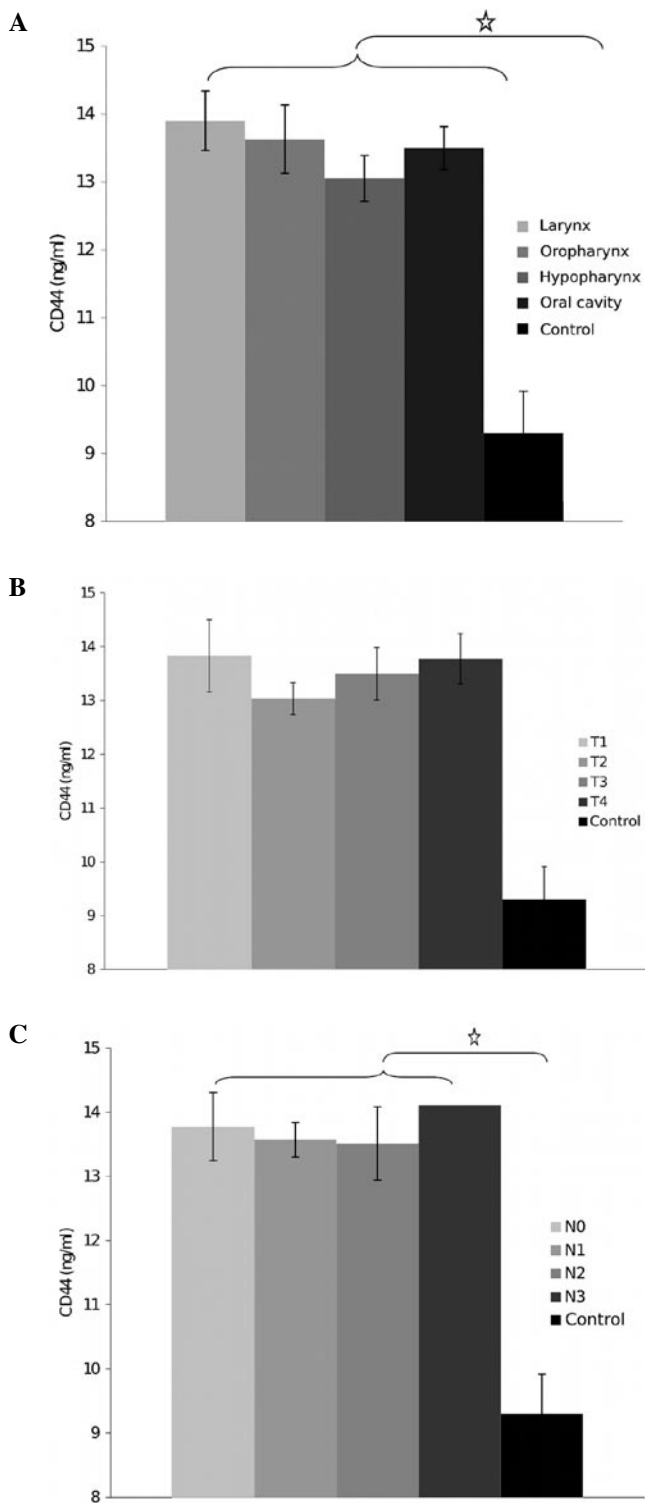 A
15
14
13
12
11
10
9
8
CD44 (ng/ml)
Larynx
Oropharynx
Hypopharynx
Oral cavity
Control
B
15
14
13
12
11
10
9
8
CD44 (ng/ml)
T1
T2
T3
T4
Control
C
15
14
13
12
11
10
9
8
CD44 (ng/ml)
N0
N1
N2
N3
Control